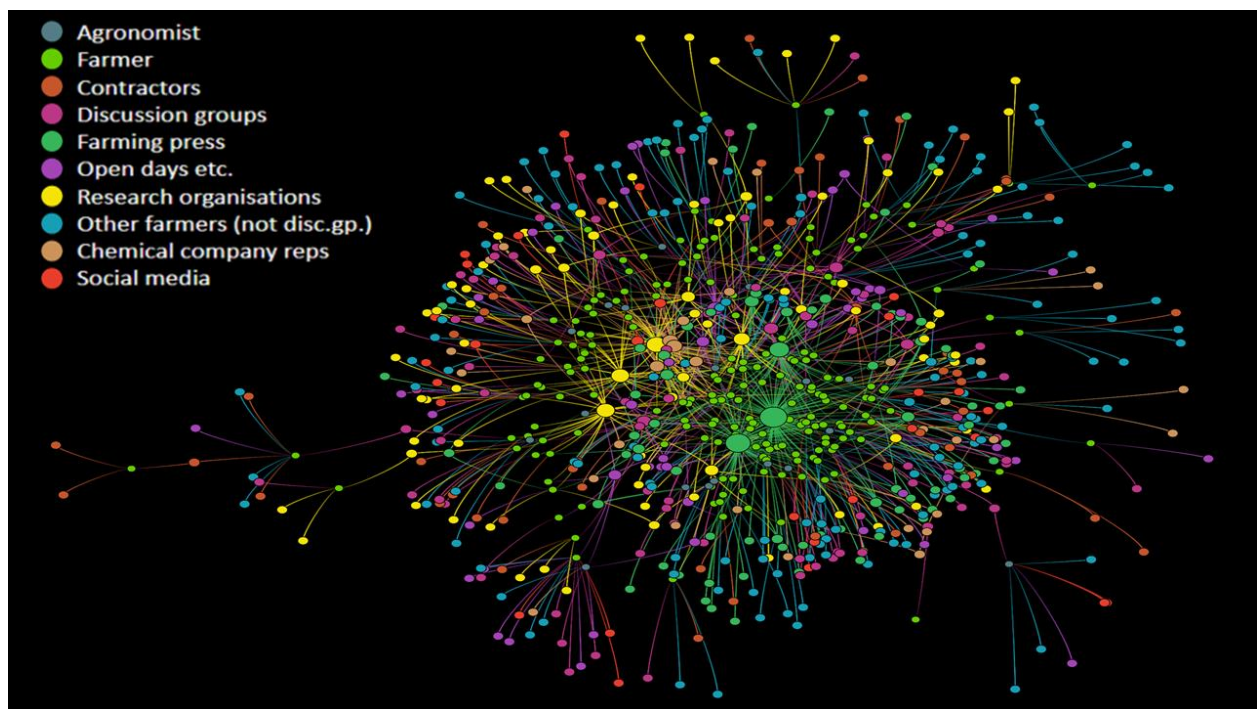 Agronomist
Farmer
Contractors
Discussion groups
Farming press
Open days etc.
Research organisations
Other farmers (not disc.gp.)
Chemical company reps
Social media